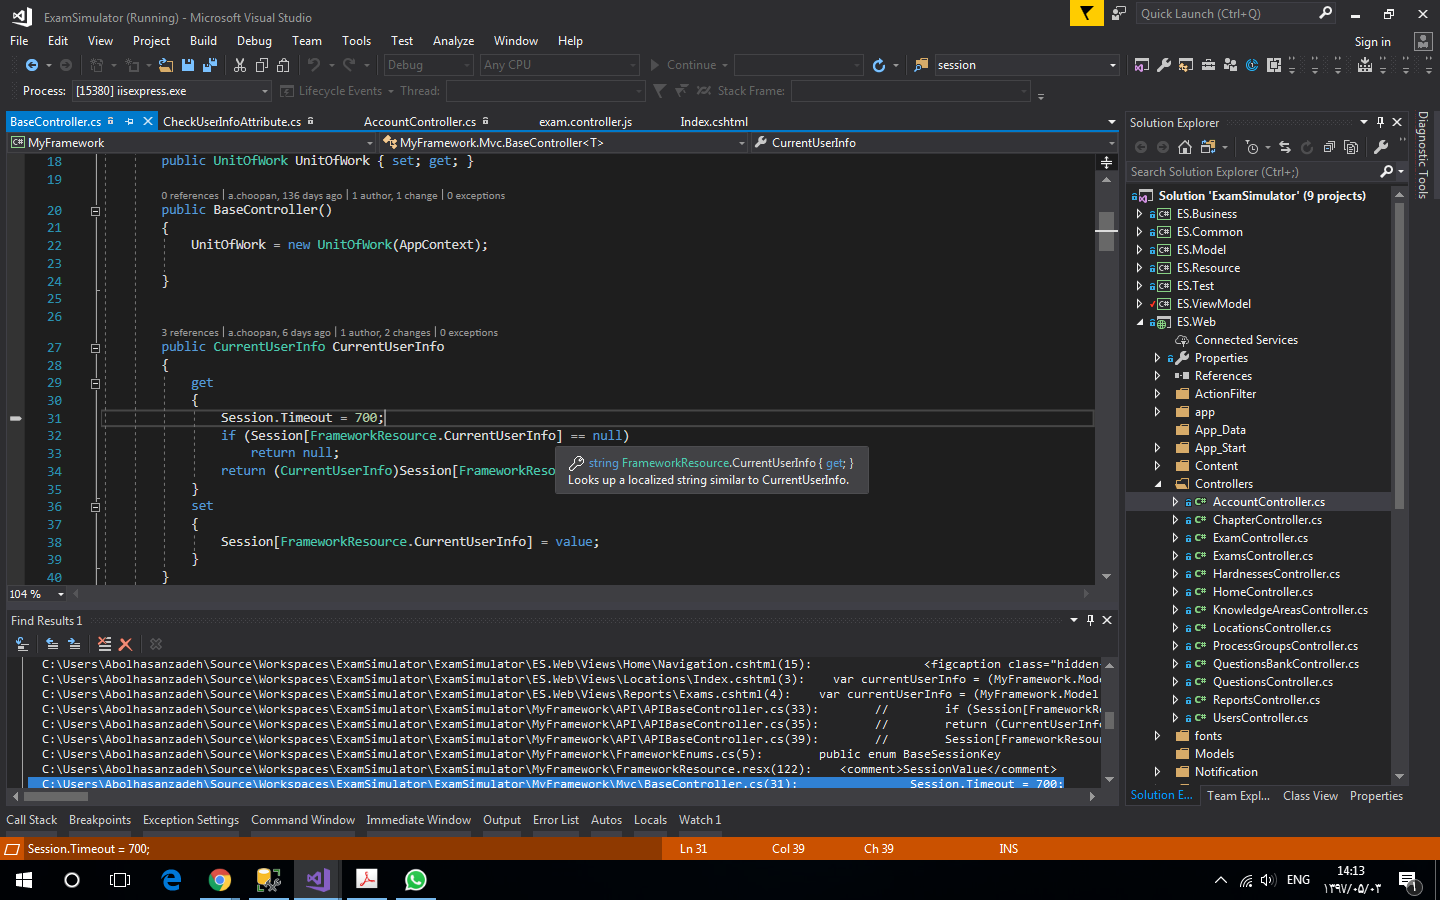 ExamSimulator (Running) - Microsoft Visual Studio
Quick Launch (Ctrl+Q)
File Edit View Project Build Debug Team Tools Test Analyze Window Help
Sign in
Debug Any CPU Continue session
Process: [15380] iisexpress.exe Lifecycle Events Thread: Stack Frame:
BaseController.cs CheckUserInfoAttribute.cs AccountController.cs exam.controller.js Index.cshtml
MyFramework MyFramework.Mvc.BaseController<T> CurrentUserInfo
18 public UnitOfWork UnitOfWork { set; get; }
19
0 references | a.choopan, 136 days ago | 1 author, 1 change | 0 exceptions
20 public BaseController()
21 {
22 UnitOfWork = new UnitOfWork(AppContext);
23
24 }
25
26
3 references | a.choopan, 6 days ago | 1 author, 2 changes | 0 exceptions
27 public CurrentUserInfo CurrentUserInfo
28 {
29 get
30 {
31 Session.Timeout = 700;
32 if (Session[FrameworkResource.CurrentUserInfo] == null)
33 return null;
34 return (CurrentUserInfo)Session[FrameworkReso
35 }
36 set
37 {
38 Session[FrameworkResource.CurrentUserInfo] = value;
39 }
40 }
string FrameworkResource.CurrentUserInfo { get; }
Looks up a localized string similar to CurrentUserInfo.
104 %
Find Results 1
C:\Users\Abolhasanzadeh\Source\Workspaces\ExamSimulator\ExamSimulator\ES.Web\Views\Home\Navigation.cshtml(15): <figcaption class="hidden-
C:\Users\Abolhasanzadeh\Source\Workspaces\ExamSimulator\ExamSimulator\ES.Web\Views\Locations\Index.cshtml(3): var currentUserInfo = (MyFramework.Mode
C:\Users\Abolhasanzadeh\Source\Workspaces\ExamSimulator\ExamSimulator\ES.Web\Views\Reports\Exams.cshtml(4): var currentUserInfo = (MyFramework.Model
C:\Users\Abolhasanzadeh\Source\Workspaces\ExamSimulator\ExamSimulator\MyFramework\API\APIBaseController.cs(33): // if (Session[FrameworkR
C:\Users\Abolhasanzadeh\Source\Workspaces\ExamSimulator\ExamSimulator\MyFramework\API\APIBaseController.cs(35): // return (CurrentUserInf
C:\Users\Abolhasanzadeh\Source\Workspaces\ExamSimulator\ExamSimulator\MyFramework\API\APIBaseController.cs(39): // Session[FrameworkResour
C:\Users\Abolhasanzadeh\Source\Workspaces\ExamSimulator\ExamSimulator\MyFramework\FrameworkEnums.cs(5): public enum BaseSessionKey
C:\Users\Abolhasanzadeh\Source\Workspaces\ExamSimulator\ExamSimulator\MyFramework\FrameworkResource.resx(122): <comment>SessionValue</comment>
C:\Users\Abolhasanzadeh\Source\Workspaces\ExamSimulator\ExamSimulator\MyFramework\Mvc\BaseController.cs(31): Session.Timeout = 700;
Solution Explorer
Search Solution Explorer (Ctrl+;)
Solution 'ExamSimulator' (9 projects)
ES.Business
ES.Common
ES.Model
ES.Resource
ES.Test
ES.ViewModel
ES.Web
Connected Services
Properties
References
ActionFilter
app
App_Data
App_Start
Content
Controllers
AccountController.cs
ChapterController.cs
ExamController.cs
ExamsController.cs
HardnessesController.cs
HomeController.cs
KnowledgeAreasController.cs
LocationsController.cs
ProcessGroupsController.cs
QuestionsBankController.cs
QuestionsController.cs
ReportsController.cs
UsersController.cs
fonts
Models
Notification
Solution E... Team Expl... Class View Properties
Diagnostic Tools
Call Stack Breakpoints Exception Settings Command Window Immediate Window Output Error List Autos Locals Watch 1
Session.Timeout = 700; Ln 31 Col 39 Ch 39 INS
ENG
14:13
۱۳۹۷/۰۵/۰۳
1